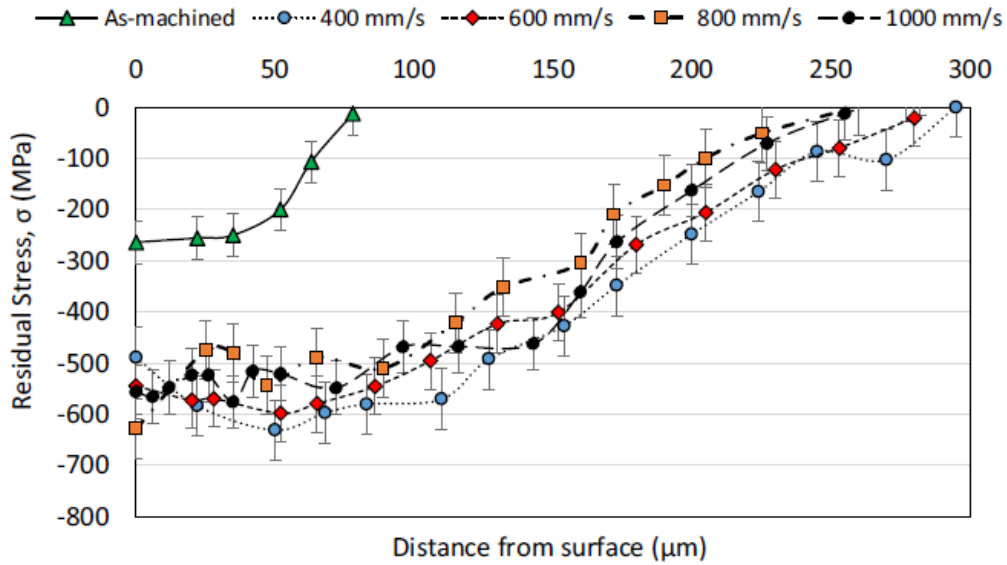 As-machined 400 mm/s 600 mm/s 800 mm/s 1000 mm/s
0 50 100 150 200 250 300
0
-100
-200
-300
-400
-500
-600
-700
-800
Residual Stress, σ (MPa)
Distance from surface (μm)